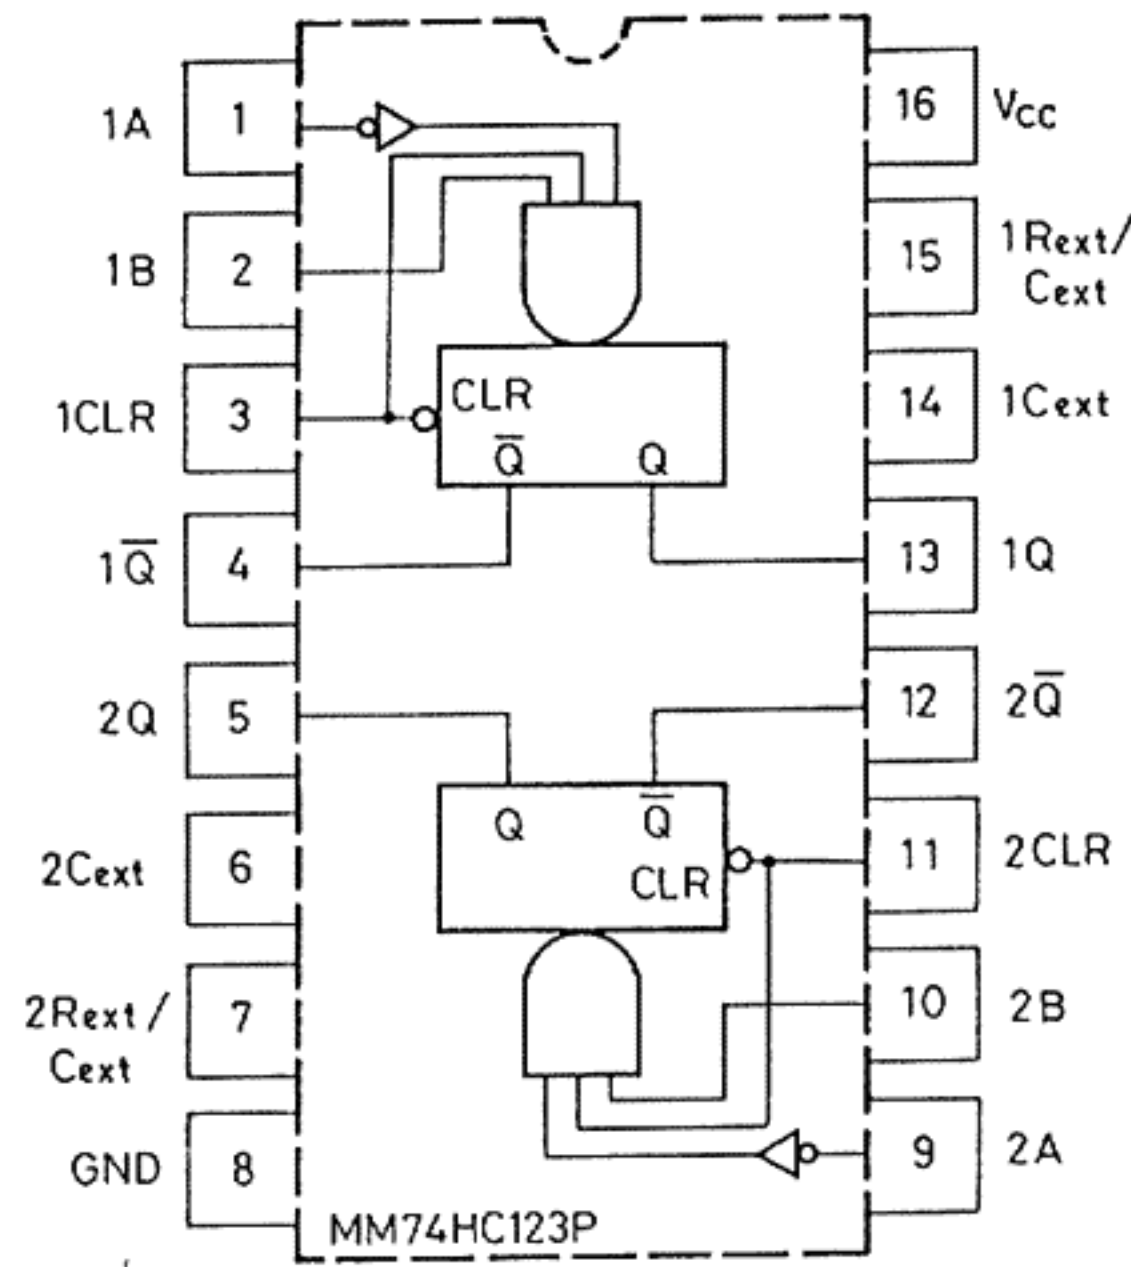 1A 1
1B 2
1CLR 3
1Q̅ 4
2Q 5
2Cext 6
2Rext /
Cext
7
GND 8
16 VCC
15 1Rext/
Cext
14 1Cext
13 1Q
12 2Q̅
11 2CLR
10 2B
9 2A
CLR
Q̅ Q
Q Q̅
CLR
MM74HC123P